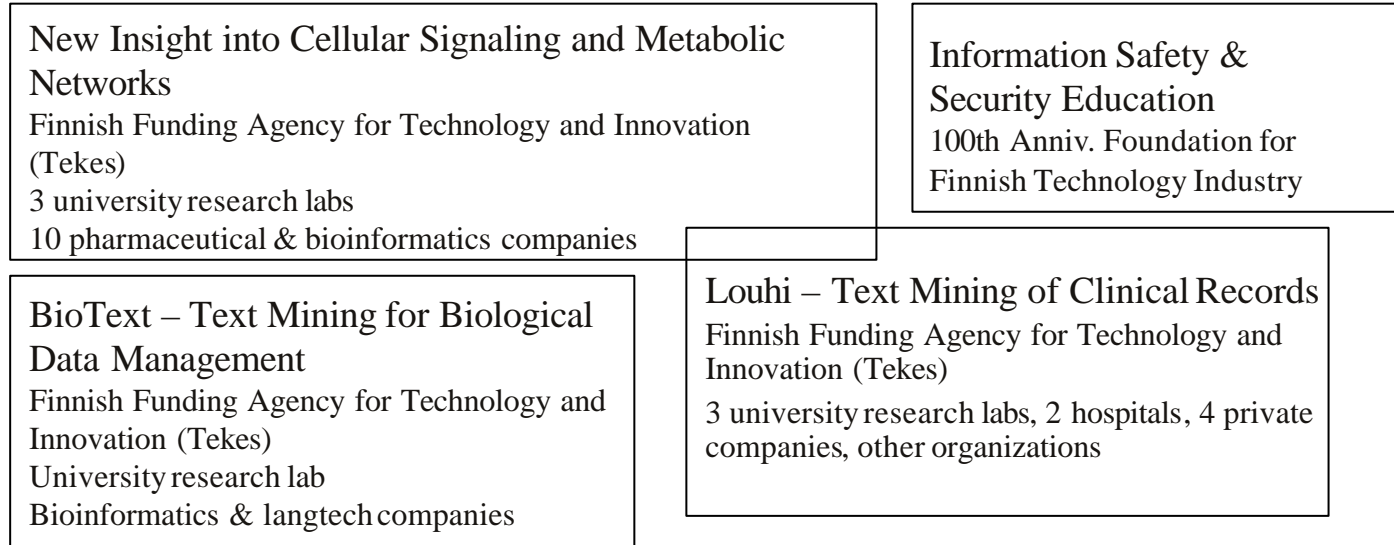 New Insight into Cellular Signaling and Metabolic
Networks
Finnish Funding Agency for Technology and Innovation
(Tekes)
3 university research labs
10 pharmaceutical & bioinformatics companies
Information Safety &
Security Education
100th Anniv. Foundation for
Finnish Technology Industry
BioText – Text Mining for Biological
Data Management
Finnish Funding Agency for Technology and
Innovation (Tekes)
University research lab
Bioinformatics & langtech companies
Louhi – Text Mining of Clinical Records
Finnish Funding Agency for Technology and
Innovation (Tekes)
3 university research labs, 2 hospitals, 4 private
companies, other organizations